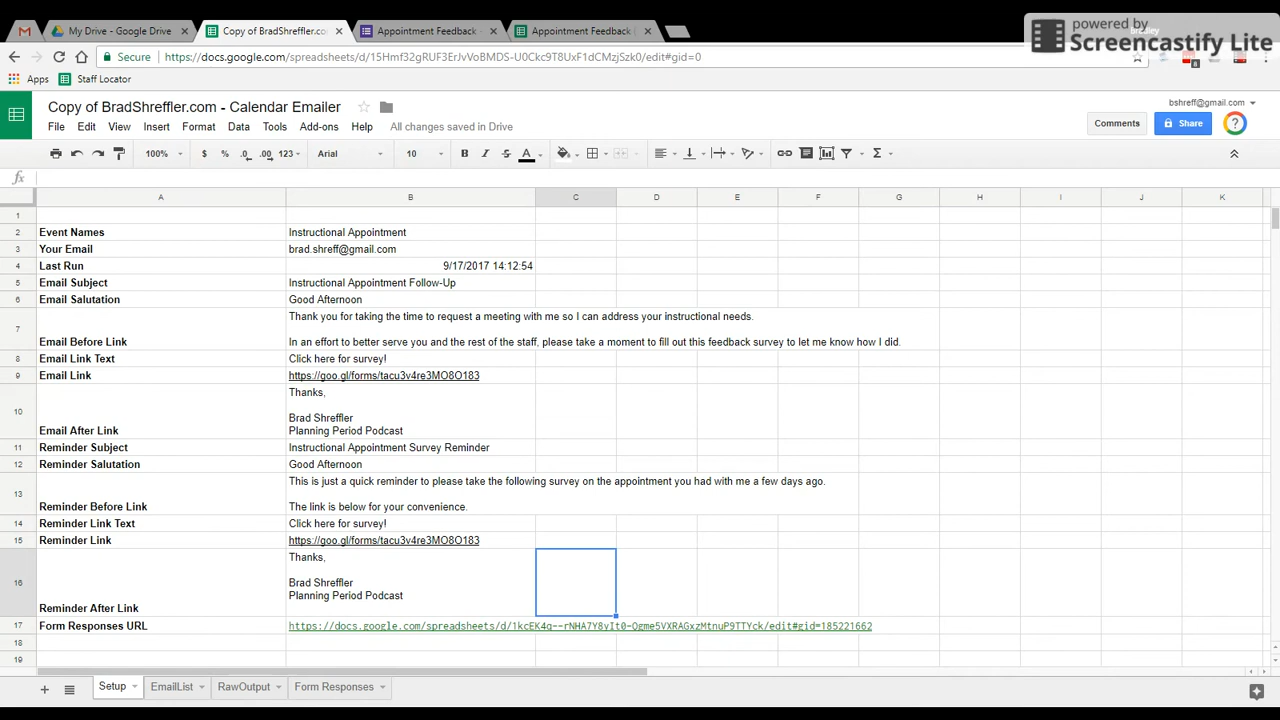 My Drive - Google Drive
Copy of BradShreffler.co
Appointment Feedback
Appointment Feedback (
powered by
Screencastify Lite
Secure
https://docs.google.com/spreadsheets/d/15Hmf32gRUF3ErJvVoBMDS-U0Ckc9T8UxF1dCMzjSzk0/edit#gid=0
Apps
Staff Locator
Copy of BradShreffler.com - Calendar Emailer
bshreff@gmail.com
File Edit View Insert Format Data Tools Add-ons Help All changes saved in Drive
Comments
Share
100% $ % .0 .00 123 Arial 10 B I S A
fx
A B C D E F G H I J K
1
2 Event Names Instructional Appointment
3 Your Email brad.shreff@gmail.com
4 Last Run 9/17/2017 14:12:54
5 Email Subject Instructional Appointment Follow-Up
6 Email Salutation Good Afternoon
Thank you for taking the time to request a meeting with me so I can address your instructional needs.
7
Email Before Link In an effort to better serve you and the rest of the staff, please take a moment to fill out this feedback survey to let me know how I did.
8 Email Link Text Click here for survey!
9 Email Link https://goo.gl/forms/tacu3v4re3MO8O183
Thanks,
10
Brad Shreffler
Email After Link Planning Period Podcast
11 Reminder Subject Instructional Appointment Survey Reminder
12 Reminder Salutation Good Afternoon
This is just a quick reminder to please take the following survey on the appointment you had with me a few days ago.
13
Reminder Before Link The link is below for your convenience.
14 Reminder Link Text Click here for survey!
15 Reminder Link https://goo.gl/forms/tacu3v4re3MO8O183
Thanks,
16 Brad Shreffler
Planning Period Podcast
Reminder After Link
17 Form Responses URL https://docs.google.com/spreadsheets/d/1kcEK4q--rNHA7Y8vIt0-Ogme5VXRAGxzMtnuP9TTYck/edit#gid=185221662
18
19
Setup EmailList RawOutput Form Responses